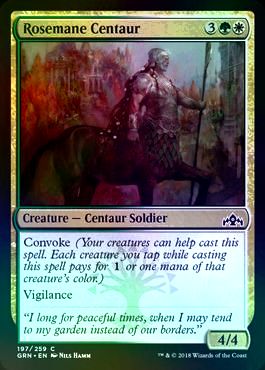 Rosemane Centaur 3
Creature — Centaur Soldier
Convoke (Your creatures can help cast this
spell. Each creature you tap while casting
this spell pays for 1 or one mana of that
creature's color.)
Vigilance
“I long for peaceful times, when I may tend
to my garden instead of our borders.”
4/4
197/259 C
GRN • EN Nils Hamm
™ & © 2018 Wizards of the Coast